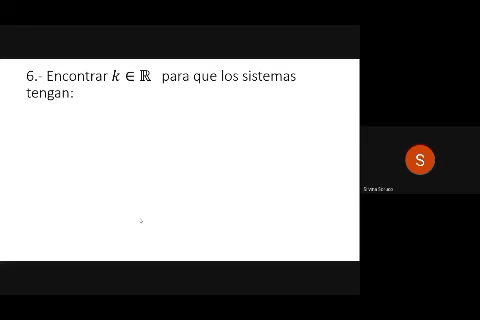 6.- Encontrar 𝑘 ∈ ℝ para que los sistemas
tengan:
S